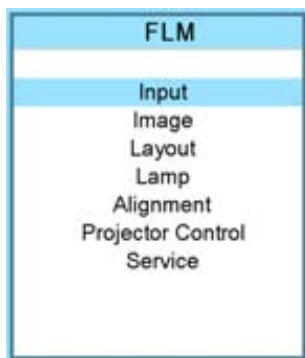 FLM
Input
Image
Layout
Lamp
Alignment
Projector Control
Service